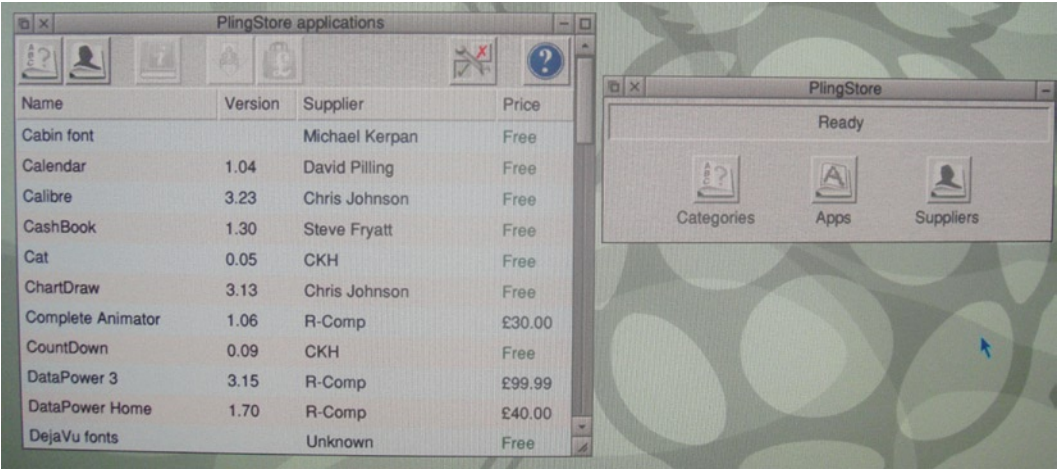 PlingStore applications
Name Version Supplier Price
Cabin font Michael Kerpan Free
Calendar 1.04 David Pilling Free
Calibre 3.23 Chris Johnson Free
CashBook 1.30 Steve Fryatt Free
Cat 0.05 CKH Free
ChartDraw 3.13 Chris Johnson Free
Complete Animator 1.06 R-Comp £30.00
CountDown 0.09 CKH Free
DataPower 3 3.15 R-Comp £99.99
DataPower Home 1.70 R-Comp £40.00
DejaVu fonts Unknown Free
PlingStore
Ready
Categories Apps Suppliers